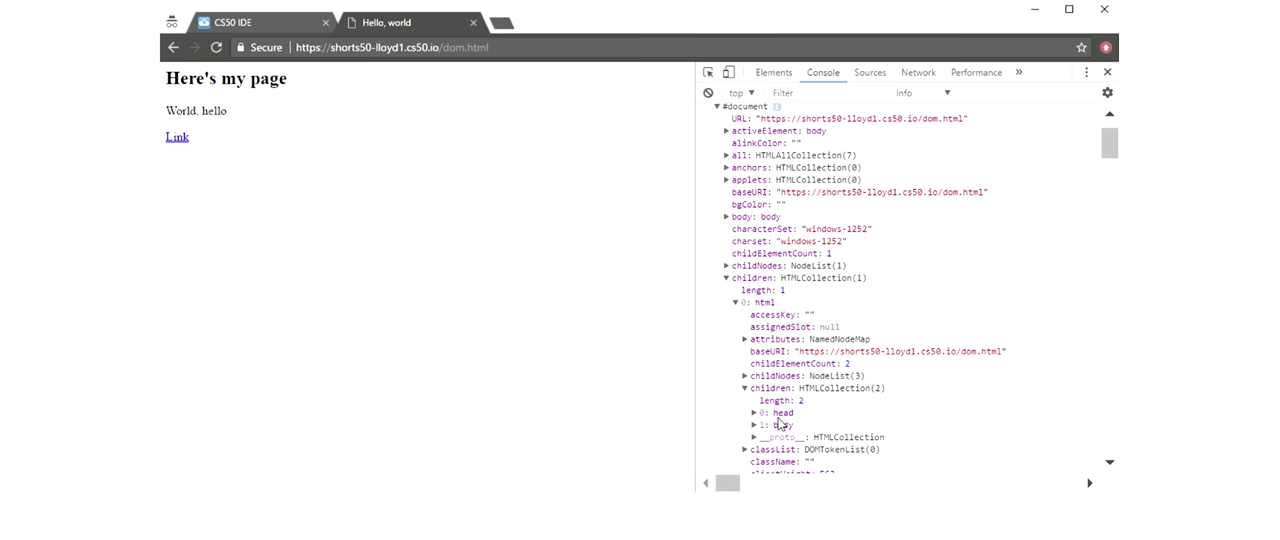 CS50 IDE
Hello, world
Secure https://shorts50-lloyd1.cs50.io/dom.html
Here's my page
World, hello
Link
Elements Console Sources Network Performance »
top Filter Info
#document
URL: "https://shorts50-lloyd1.cs50.io/dom.html"
activeElement: body
alinkColor: ""
all: HTMLAllCollection(7)
anchors: HTMLCollection(0)
applets: HTMLCollection(0)
baseURI: "https://shorts50-lloyd1.cs50.io/dom.html"
bgColor: ""
body: body
characterSet: "windows-1252"
charset: "windows-1252"
childElementCount: 1
childNodes: NodeList(1)
children: HTMLCollection(1)
length: 1
0: html
accessKey: ""
assignedSlot: null
attributes: NamedNodeMap
baseURI: "https://shorts50-lloyd1.cs50.io/dom.html"
childElementCount: 2
childNodes: NodeList(3)
children: HTMLCollection(2)
length: 2
0: head
1: body
__proto__: HTMLCollection
classList: DOMTokenList(0)
className: ""